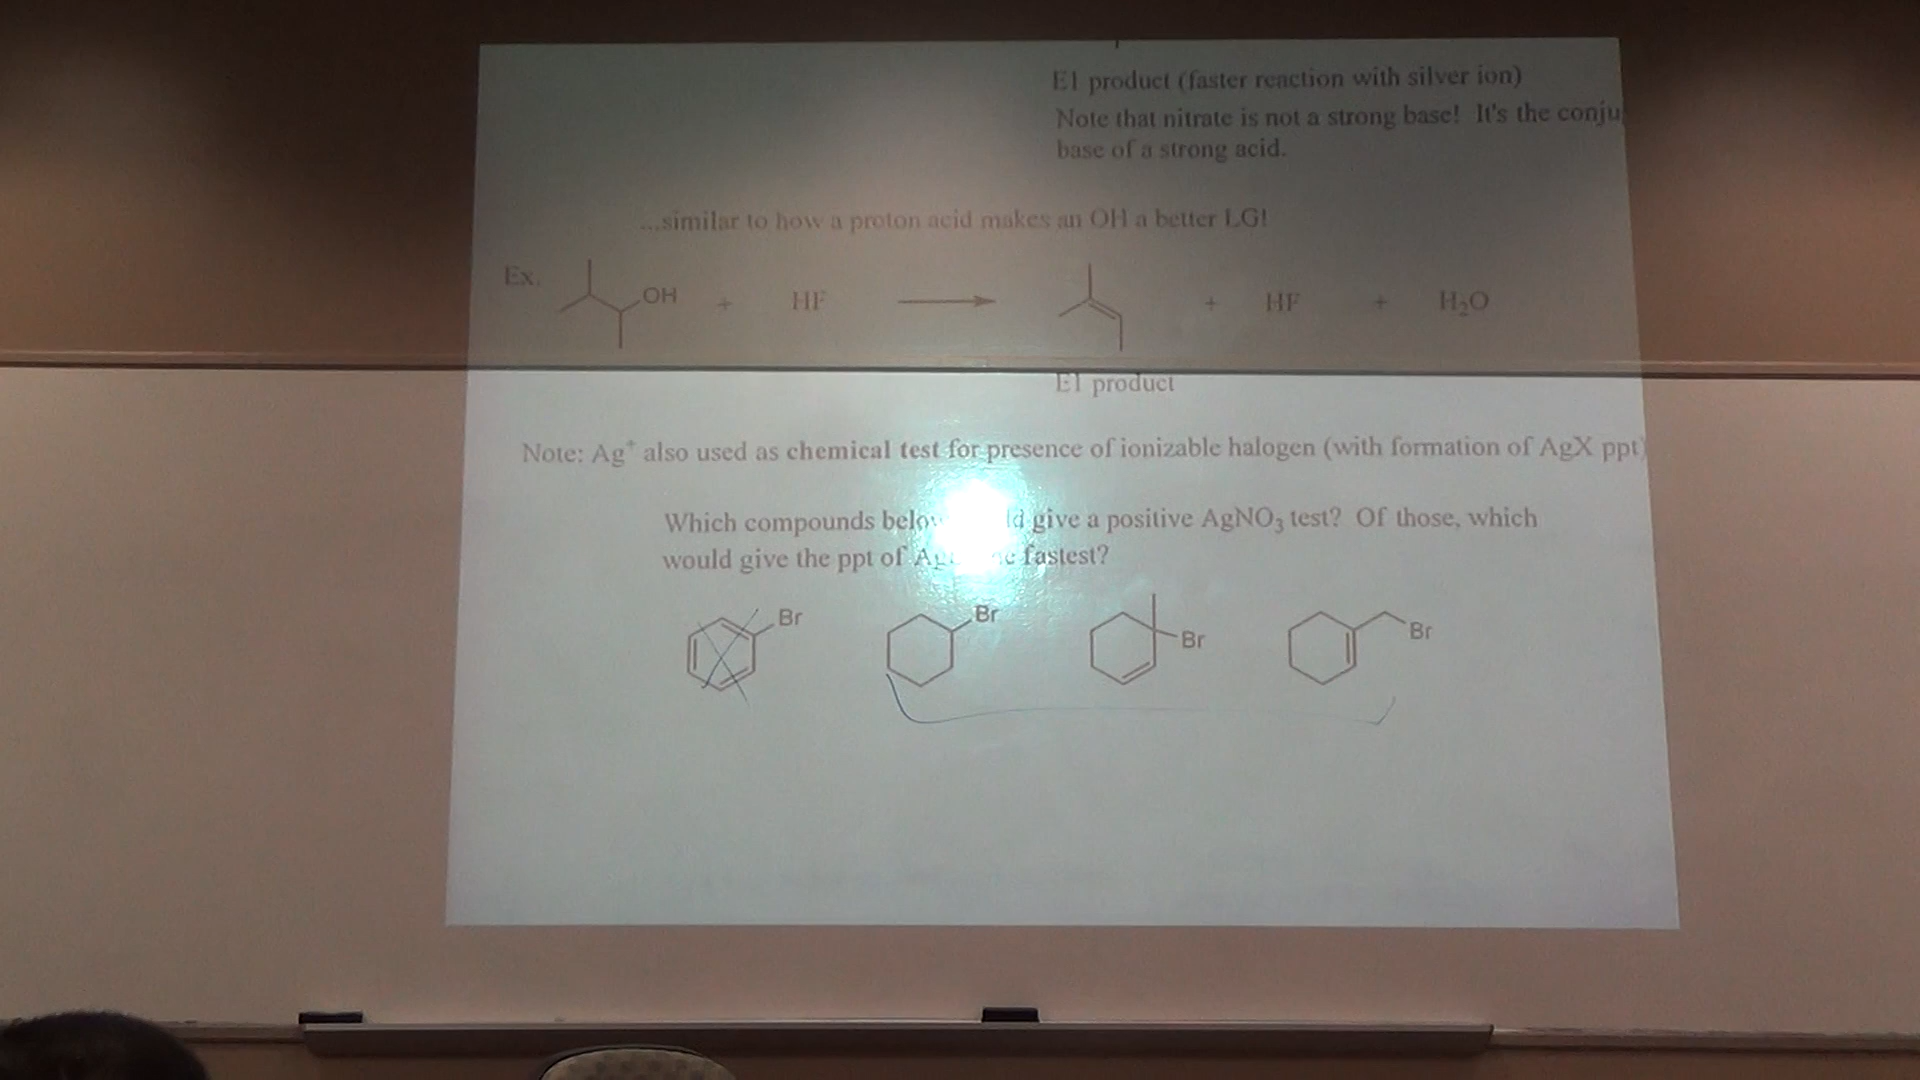 E1 product (faster reaction with silver ion)
Note that nitrate is not a strong base! It's the conju
base of a strong acid.
...similar to how a proton acid makes an OH a better LG!
Ex.
OH + HF + HF + H₂O
E1 product
Note: Ag⁺ also used as chemical test for presence of ionizable halogen (with formation of AgX ppt)
Which compounds give a positive AgNO₃ test? Of those, which
would give the ppt of fastest?
Br Br Br Br